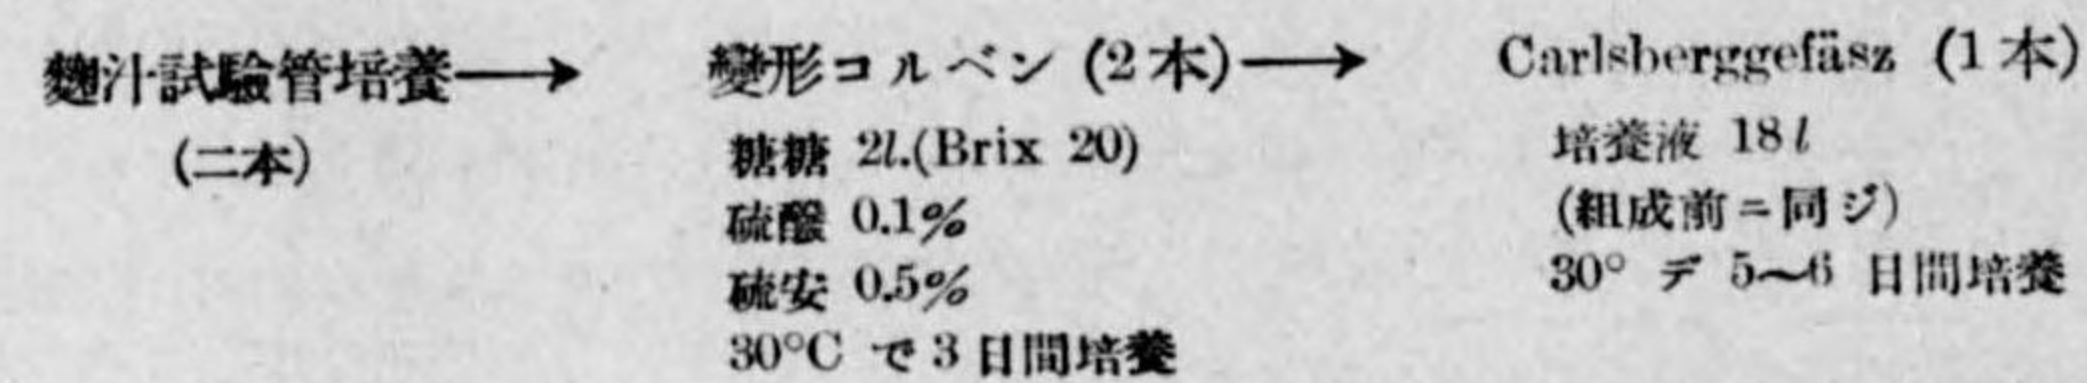 麹汁試驗管培養⟶ 變形コルベン (2本)⟶ Carlsberggefäsz (1本)
(二本)
糖糖 2l.(Brix 20)
硫酸 0.1%
硫安 0.5%
30°C で3日間培養
培養液 18l
(組成前ニ同ジ)
30° デ 5〜6 日間培養